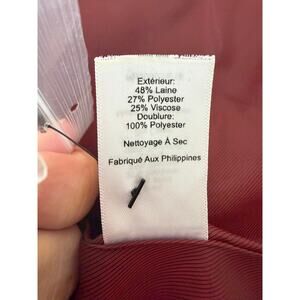 Extérieur:
48% Laine
27% Polyester
25% Viscose
Doublure:
100% Polyester
Nettoyage À Sec
Fabriqué Aux Philippines